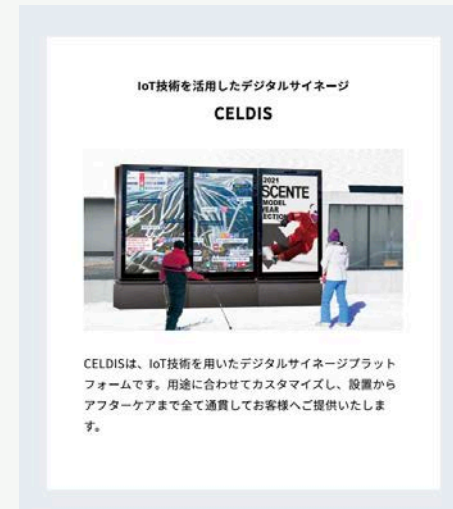 IoT技術を活用したデジタルサイネージ
CELDIS
2021
SCENTE
MODEL
EAR
ECTION
CELDISは、IoT技術を用いたデジタルサイネージプラット
フォームです。用途に合わせてカスタマイズし、設置から
アフターケアまで全て通貫してお客様へご提供いたしま
す。